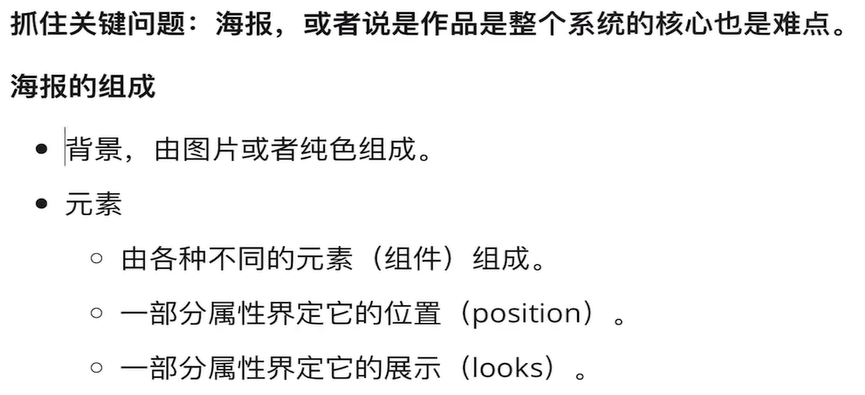 抓住关键问题：海报，或者说是作品是整个系统的核心也是难点。
海报的组成
背景，由图片或者纯色组成。
元素
由各种不同的元素（组件）组成。
一部分属性界定它的位置（position）。
一部分属性界定它的展示（looks）。